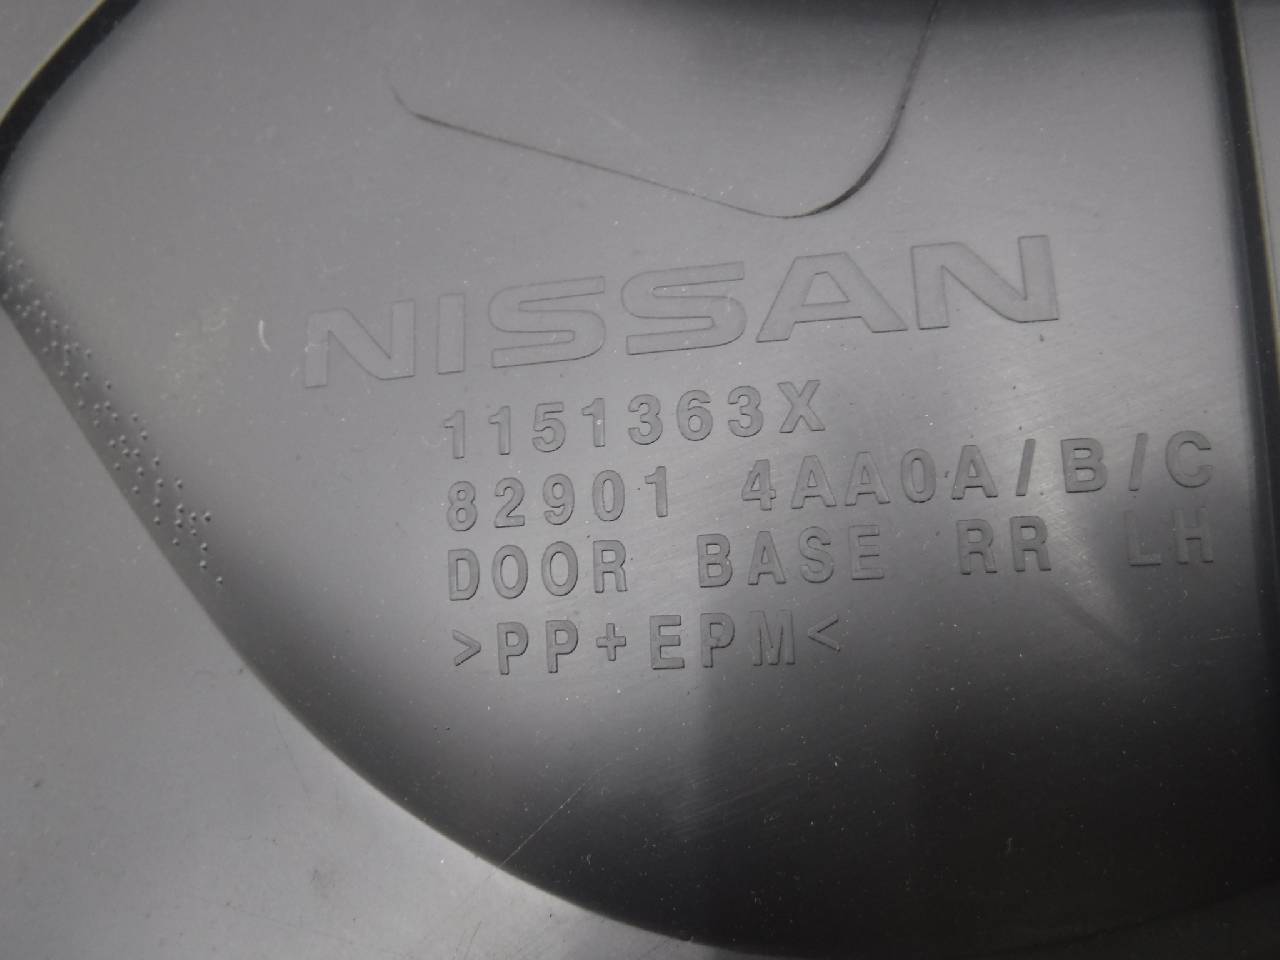 NISSAN
1151363X
82901 4AA0A/B/C
DOOR BASE RR LH
>PP+EPM<